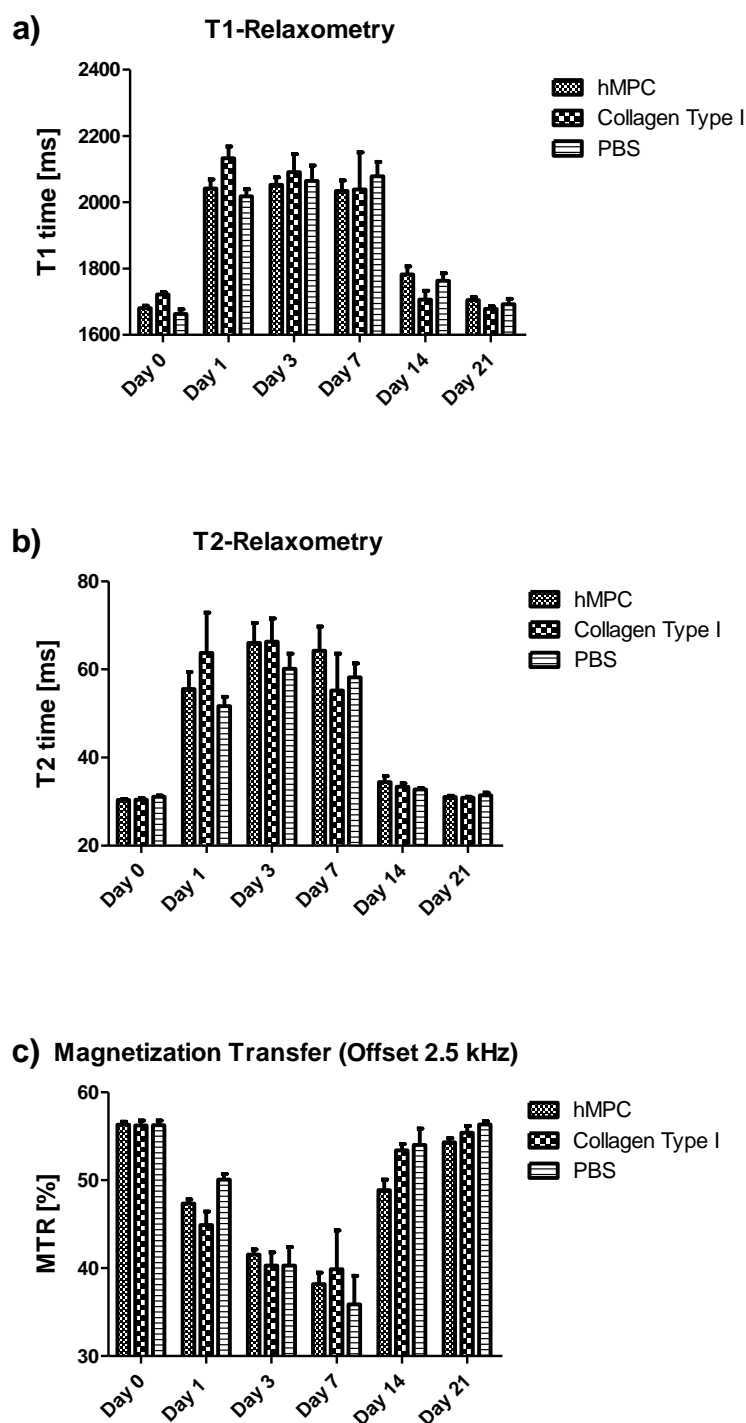 a) T1-Relaxometry
T1 time [ms]
2400
2200
2000
1800
1600
Day 0
Day 1
Day 3
Day 7
Day 14
Day 21
hMPC
Collagen Type I
PBS
b) T2-Relaxometry
T2 time [ms]
80
60
40
20
Day 0
Day 1
Day 3
Day 7
Day 14
Day 21
hMPC
Collagen Type I
PBS
c) Magnetization Transfer (Offset 2.5 kHz)
MTR [%]
60
50
40
30
Day 0
Day 1
Day 3
Day 7
Day 14
Day 21
hMPC
Collagen Type I
PBS